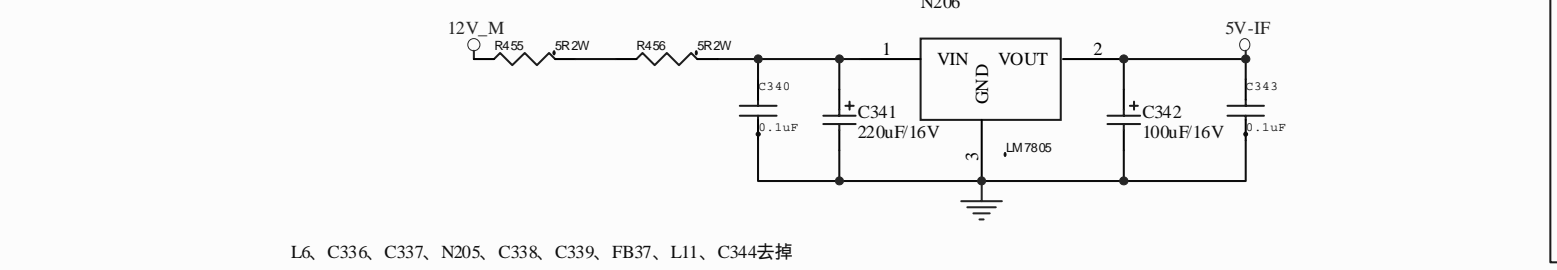 N206
12V_M
R455
5R2W
R456
5R2W
1
VIN
VOUT
GND
2
5V-IF
C340
0.1uF
C341
220uF/16V
C342
100uF/16V
C343
0.1uF
3
LM7805
L6、C336、C337、N205、C338、C339、FB37、L11、C344去掉